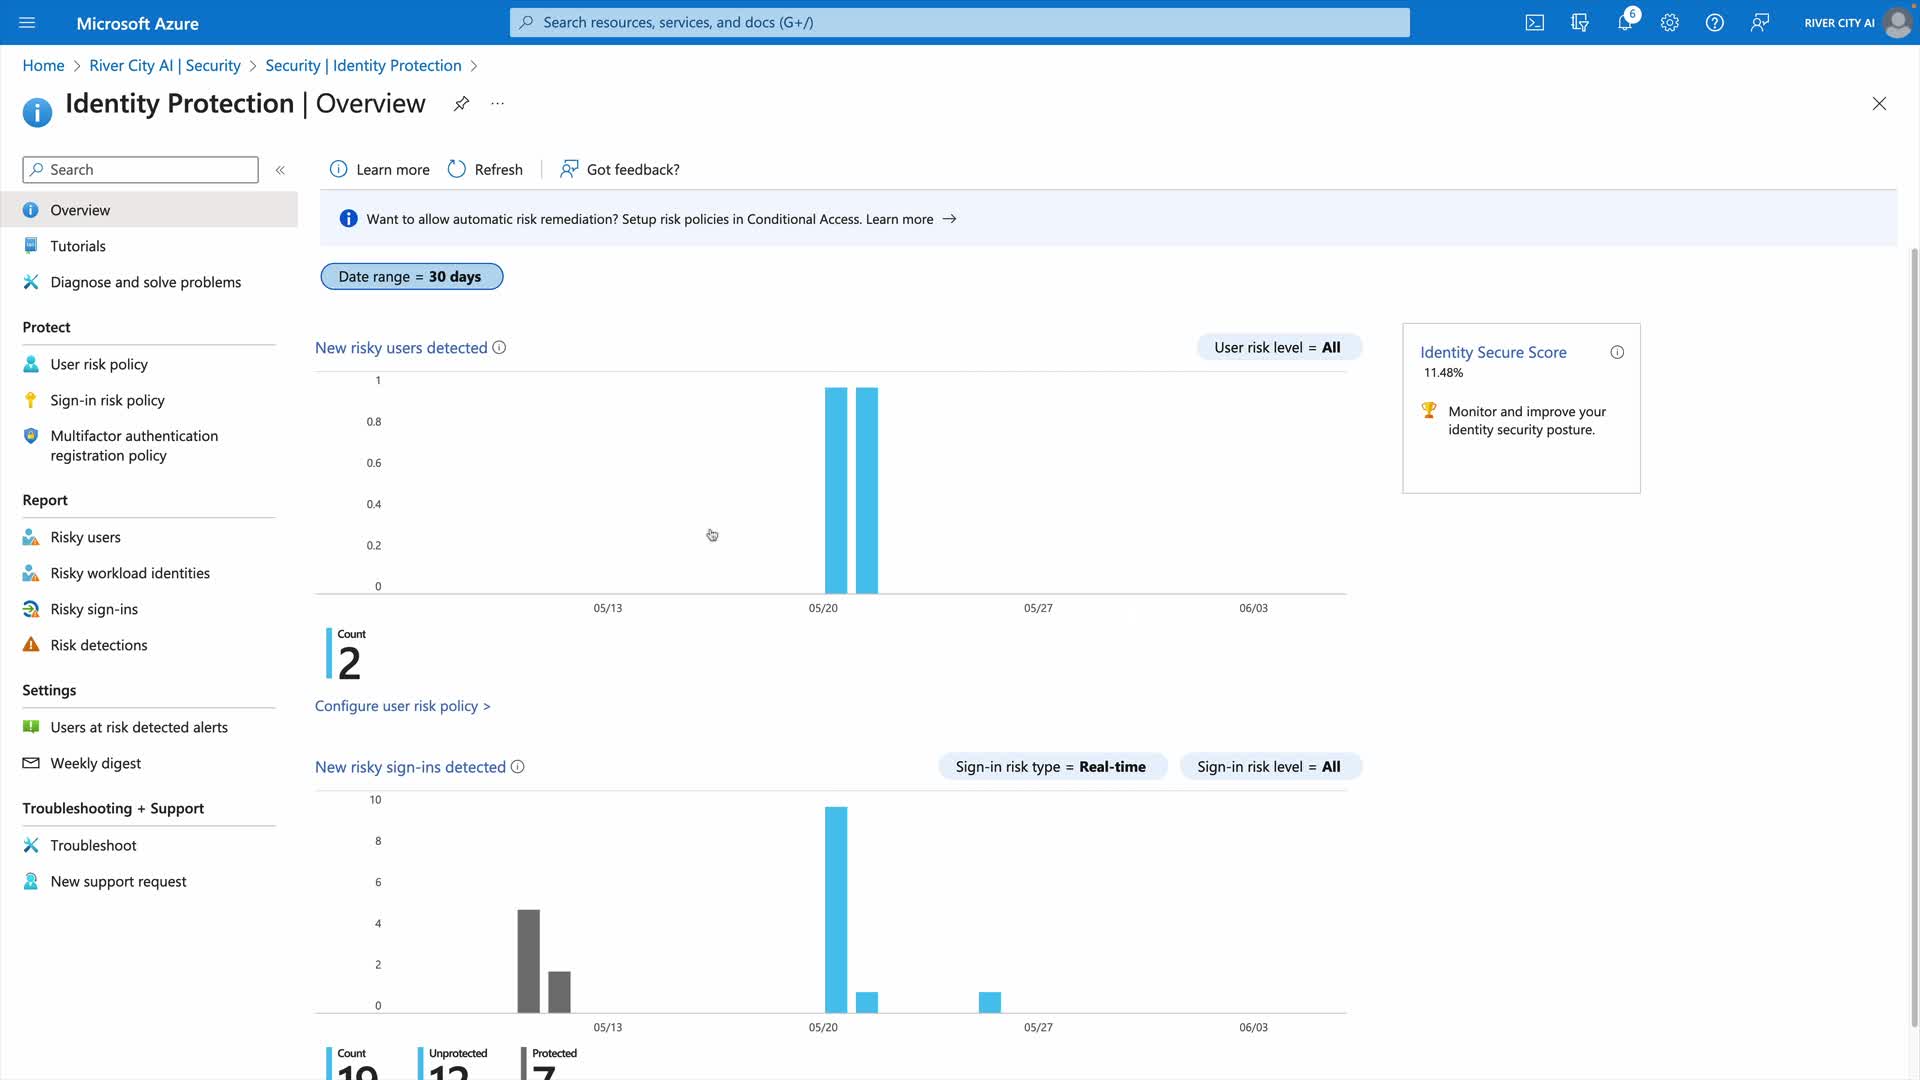 Microsoft Azure
Search resources, services, and docs (G+/)
6
RIVER CITY AI
Home > River City AI | Security > Security | Identity Protection >
Identity Protection | Overview
...
Search
«
Overview
Tutorials
Diagnose and solve problems
Protect
User risk policy
Sign-in risk policy
Multifactor authentication
registration policy
Report
Risky users
Risky workload identities
Risky sign-ins
Risk detections
Settings
Users at risk detected alerts
Weekly digest
Troubleshooting + Support
Troubleshoot
New support request
Learn more
Refresh
Got feedback?
Want to allow automatic risk remediation? Setup risk policies in Conditional Access. Learn more →
Date range = 30 days
New risky users detected
User risk level = All
1
0.8
0.6
0.4
0.2
0
05/13
05/20
05/27
06/03
Count
2
Configure user risk policy >
New risky sign-ins detected
Sign-in risk type = Real-time
Sign-in risk level = All
10
8
6
4
2
0
05/13
05/20
05/27
06/03
Count
19
Unprotected
12
Protected
7
Identity Secure Score
11.48%
Monitor and improve your
identity security posture.